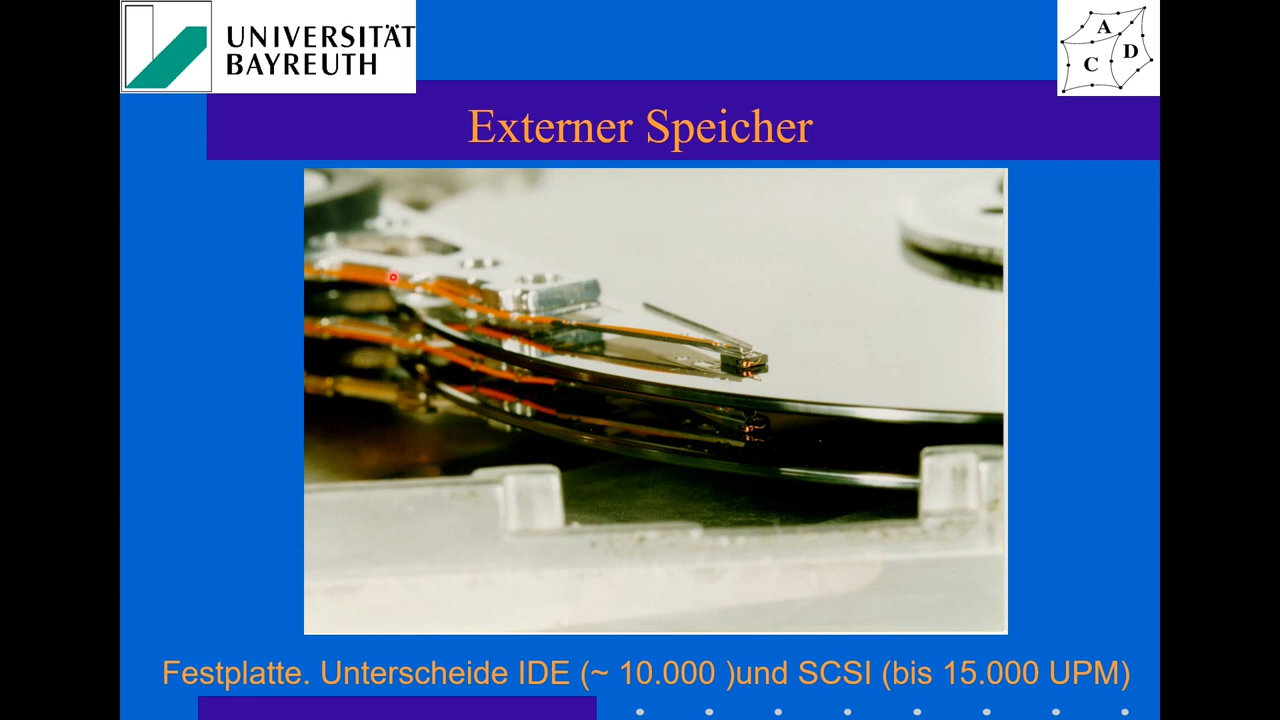 UNIVERSITÄT
BAYREUTH
A
C D
Externer Speicher
Festplatte. Unterscheide IDE (~ 10.000 )und SCSI (bis 15.000 UPM)